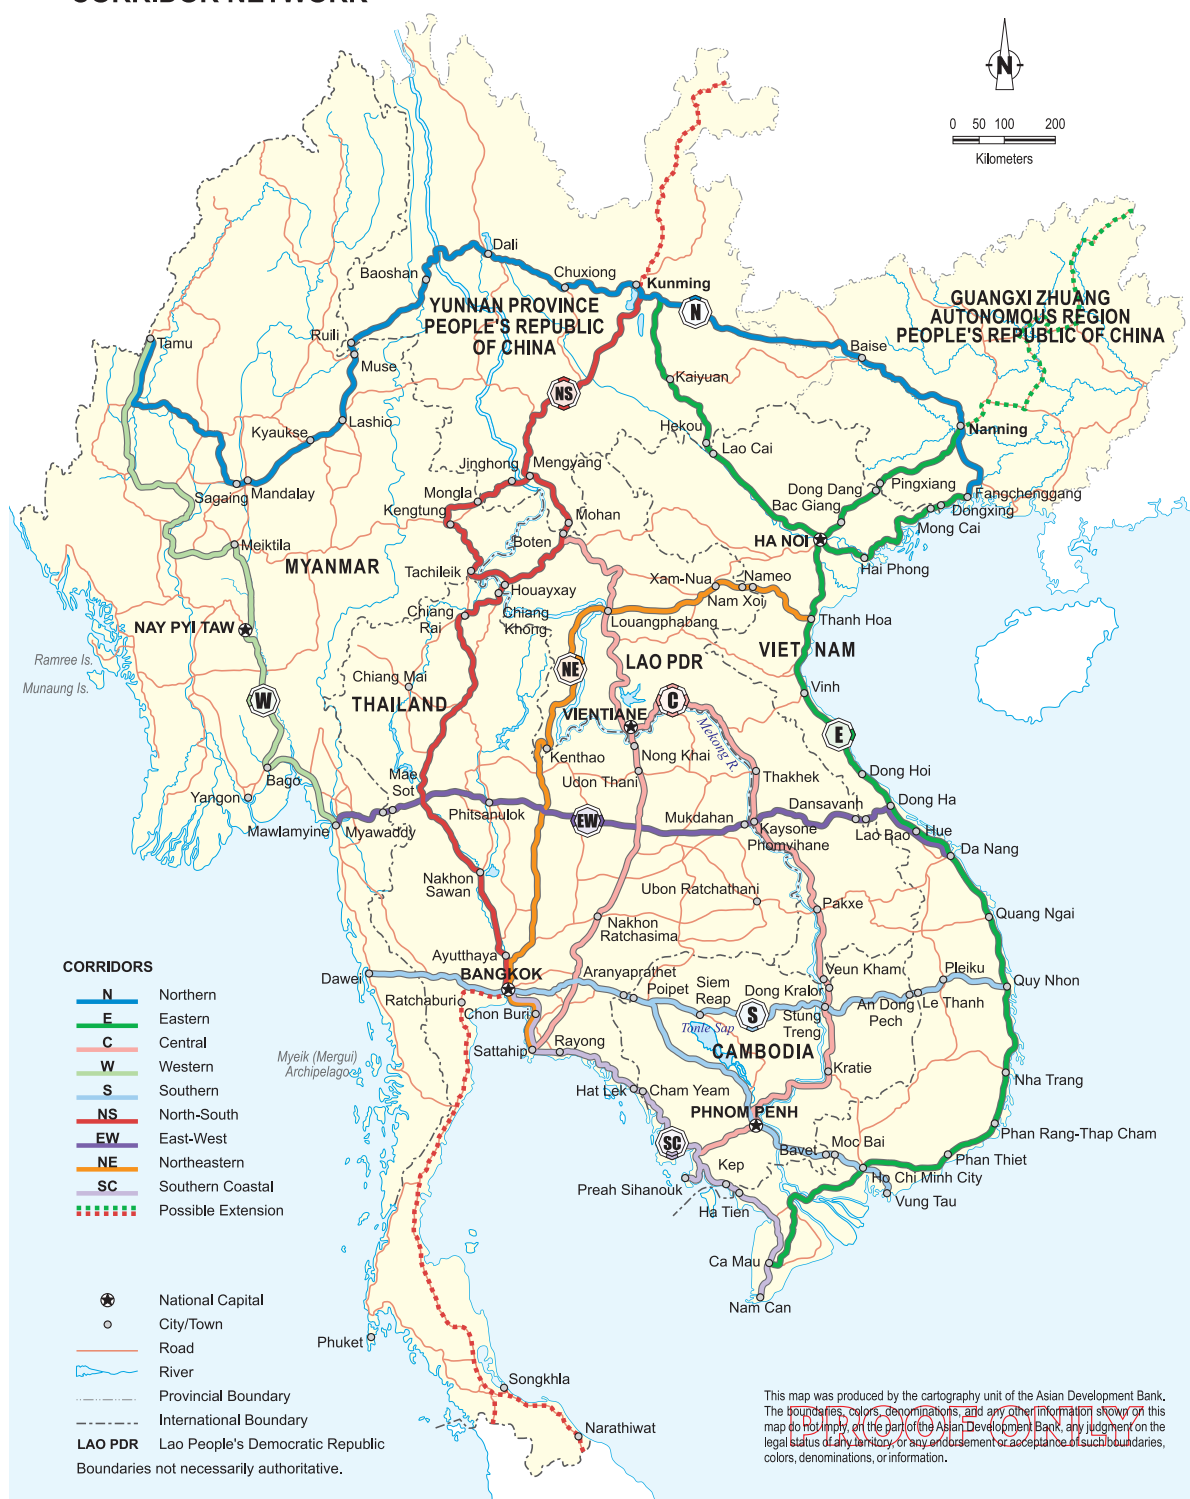 CORRIDOR NETWORK
N
0 50 100 200
Kilometers
Dali
Baoshan
Chuxiong
Kunming
YUNNAN PROVINCE
PEOPLE'S REPUBLIC
OF CHINA
N
GUANGXI ZHUANG
AUTONOMOUS REGION
PEOPLE'S REPUBLIC OF CHINA
Tamu
Ruili
Muse
Baise
Kaiyuan
NS
Lashio
Kyaukse
Hekou
Lao Cai
Nanning
Jinghong
Mengyang
Sagaing
Mandalay
Mongla
Kengtung
Dong Dang
Pingxiang
Bac Giang
Fangchenggang
Dongxing
Mong Cai
Mohan
Boten
HA NOI
Hai Phong
Meiktila
MYANMAR
Tachileik
Houayxay
Xam-Nua
Nameo
Nam Xoi
Chiang
Rai
Chiang
Khong
Louangphabang
Thanh Hoa
NAY PYI TAW
VIET NAM
Ramree Is.
Munaung Is.
LAO PDR
NE
Chiang Mai
THAILAND
Vinh
W
C
VIENTIANE
Mekong R.
E
Kenthao
Nong Khai
Udon Thani
Thakhek
Dong Hoi
Bago
Yangon
Mae
Sot
Mawlamyine
Myawaddy
Phitsanulok
EW
Mukdahan
Kaysone
Phomvihane
Dansavanh
Dong Ha
Lao Bao
Hue
Da Nang
Nakhon
Sawan
Ubon Ratchathani
Pakxe
Quang Ngai
Nakhon
Ratchasima
Ayutthaya
BANGKOK
Dawei
Ratchaburi
Aranyaprathet
Poipet
Siem
Reap
Veun Kham
Dong Kralor
Pleiku
Quy Nhon
Le Thanh
An Dong
Pech
Chon Buri
S
Stung
Treng
Tonle Sap
CAMBODIA
Sattahip
Rayong
Myeik (Mergui)
Archipelago
Kratie
Nha Trang
Hat Lek
Cham Yeam
PHNOM PENH
Phan Rang-Thap Cham
SC
Moc Bai
Bavet
Phan Thiet
Kep
Ho Chi Minh City
Preah Sihanouk
Vung Tau
Ha Tien
Ca Mau
Nam Can
Phuket
Songkhla
Narathiwat
CORRIDORS
N Northern
E Eastern
C Central
W Western
S Southern
NS North-South
EW East-West
NE Northeastern
SC Southern Coastal
Possible Extension
National Capital
City/Town
Road
River
Provincial Boundary
International Boundary
LAO PDR Lao People's Democratic Republic
Boundaries not necessarily authoritative.
This map was produced by the cartography unit of the Asian Development Bank.
The boundaries, colors, denominations, and any other information shown on this
map do not imply, on the part of the Asian Development Bank, any judgment on the
legal status of any territory, or any endorsement or acceptance of such boundaries,
colors, denominations, or information.
PROOF ONLY